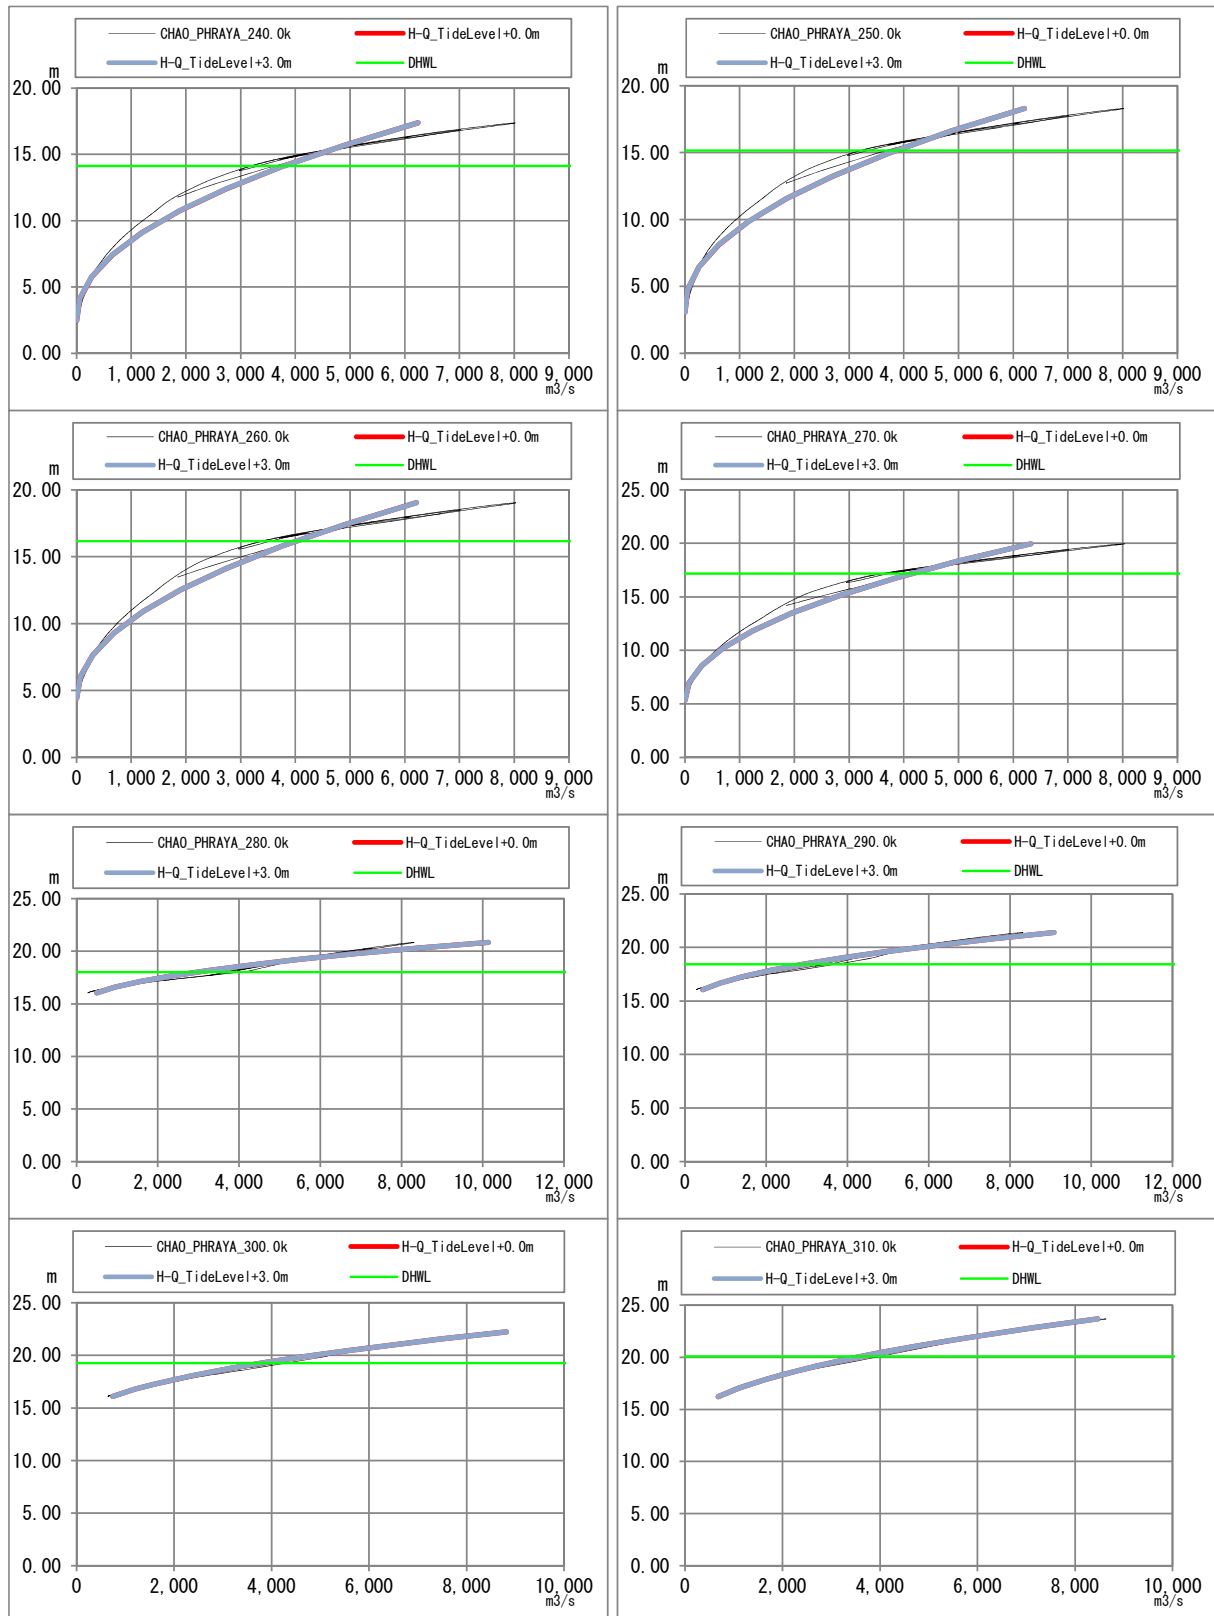 CHAO_PHRAYA_240.0k H-Q_TideLevel+0.0m
H-Q_TideLevel+3.0m DHWL
m
20.00
15.00
10.00
5.00
0.00
0 1,000 2,000 3,000 4,000 5,000 6,000 7,000 8,000 9,000
m3/s
CHAO_PHRAYA_250.0k H-Q_TideLevel+0.0m
H-Q_TideLevel+3.0m DHWL
m
20.00
15.00
10.00
5.00
0.00
0 1,000 2,000 3,000 4,000 5,000 6,000 7,000 8,000 9,000
m3/s
CHAO_PHRAYA_260.0k H-Q_TideLevel+0.0m
H-Q_TideLevel+3.0m DHWL
m
20.00
15.00
10.00
5.00
0.00
0 1,000 2,000 3,000 4,000 5,000 6,000 7,000 8,000 9,000
m3/s
CHAO_PHRAYA_270.0k H-Q_TideLevel+0.0m
H-Q_TideLevel+3.0m DHWL
m
25.00
20.00
15.00
10.00
5.00
0.00
0 1,000 2,000 3,000 4,000 5,000 6,000 7,000 8,000 9,000
m3/s
CHAO_PHRAYA_280.0k H-Q_TideLevel+0.0m
H-Q_TideLevel+3.0m DHWL
m
25.00
20.00
15.00
10.00
5.00
0.00
0 2,000 4,000 6,000 8,000 10,000 12,000
m3/s
CHAO_PHRAYA_290.0k H-Q_TideLevel+0.0m
H-Q_TideLevel+3.0m DHWL
m
25.00
20.00
15.00
10.00
5.00
0.00
0 2,000 4,000 6,000 8,000 10,000 12,000
m3/s
CHAO_PHRAYA_300.0k H-Q_TideLevel+0.0m
H-Q_TideLevel+3.0m DHWL
m
25.00
20.00
15.00
10.00
5.00
0.00
0 2,000 4,000 6,000 8,000 10,000
m3/s
CHAO_PHRAYA_310.0k H-Q_TideLevel+0.0m
H-Q_TideLevel+3.0m DHWL
m
25.00
20.00
15.00
10.00
5.00
0.00
0 2,000 4,000 6,000 8,000 10,000
m3/s